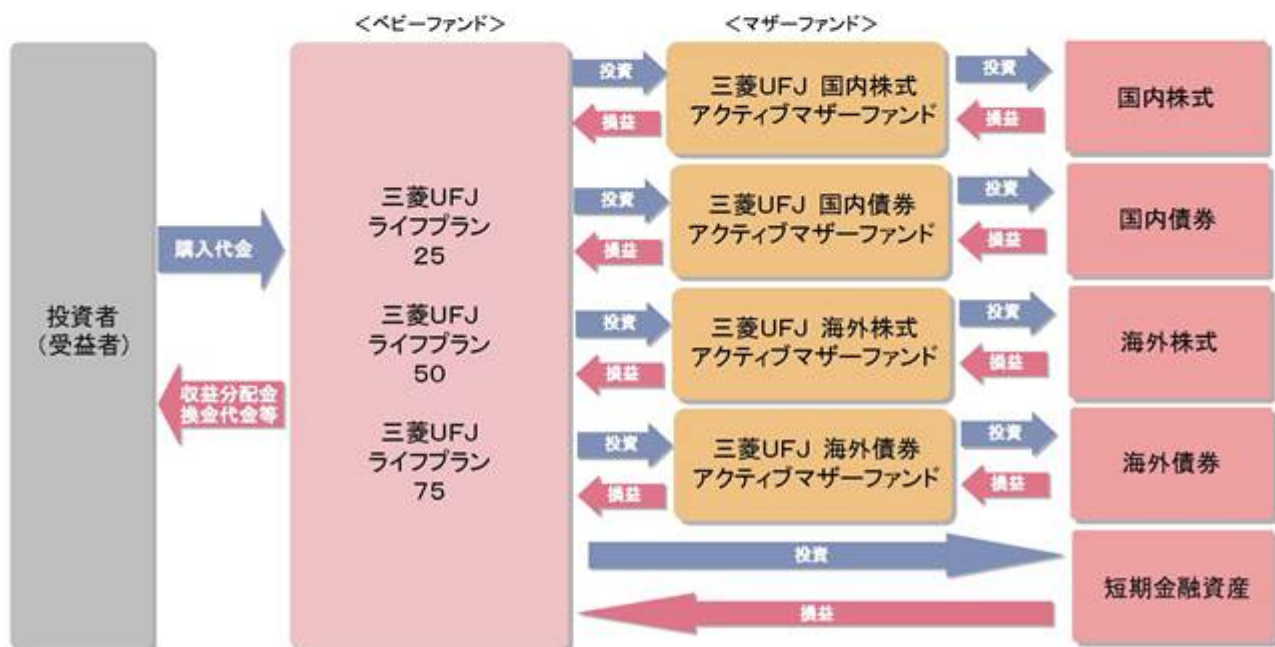 <ベビーファンド>
<マザーファンド>
投資者
(受益者)
購入代金
収益分配金
換金代金等
三菱UFJ
ライフプラン
25
三菱UFJ
ライフプラン
50
三菱UFJ
ライフプラン
75
投資
損益
三菱UFJ 国内株式
アクティブマザーファンド
投資
損益
国内株式
投資
損益
三菱UFJ 国内債券
アクティブマザーファンド
投資
損益
国内債券
投資
損益
三菱UFJ 海外株式
アクティブマザーファンド
投資
損益
海外株式
投資
損益
三菱UFJ 海外債券
アクティブマザーファンド
投資
損益
海外債券
投資
損益
短期金融資産